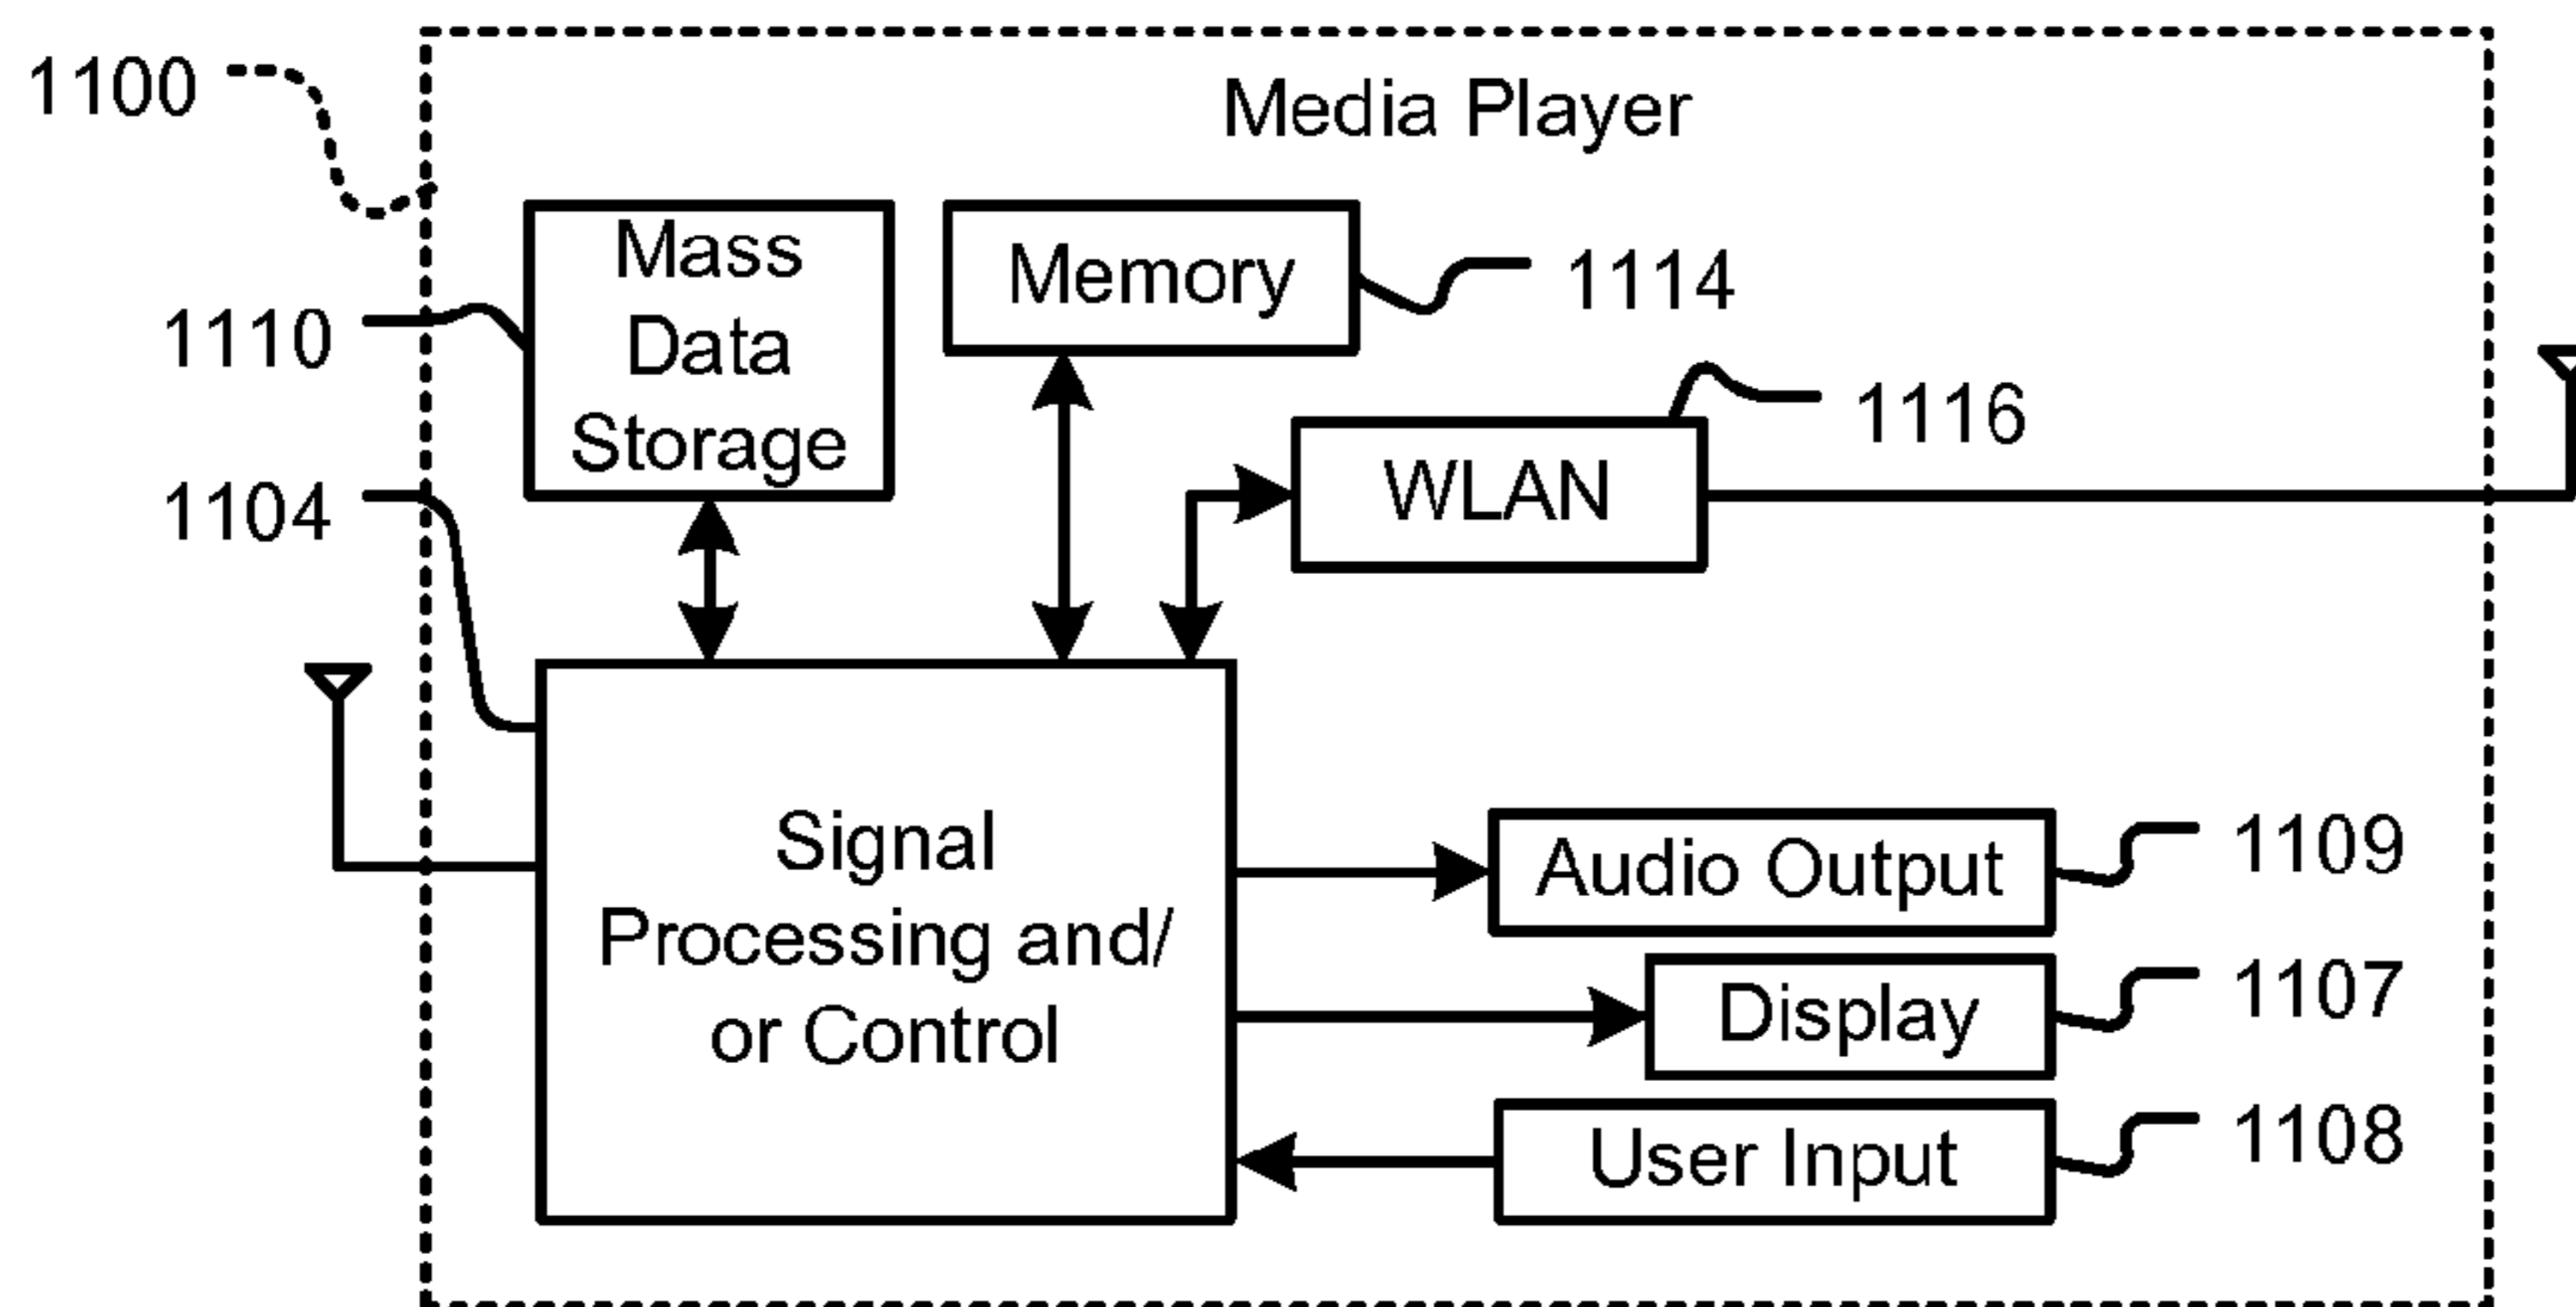 1100
Media Player
Mass
Data
Storage
Memory
1114
1110
1116
WLAN
1104
Signal
Processing and/
or Control
Audio Output
1109
Display
1107
User Input
1108